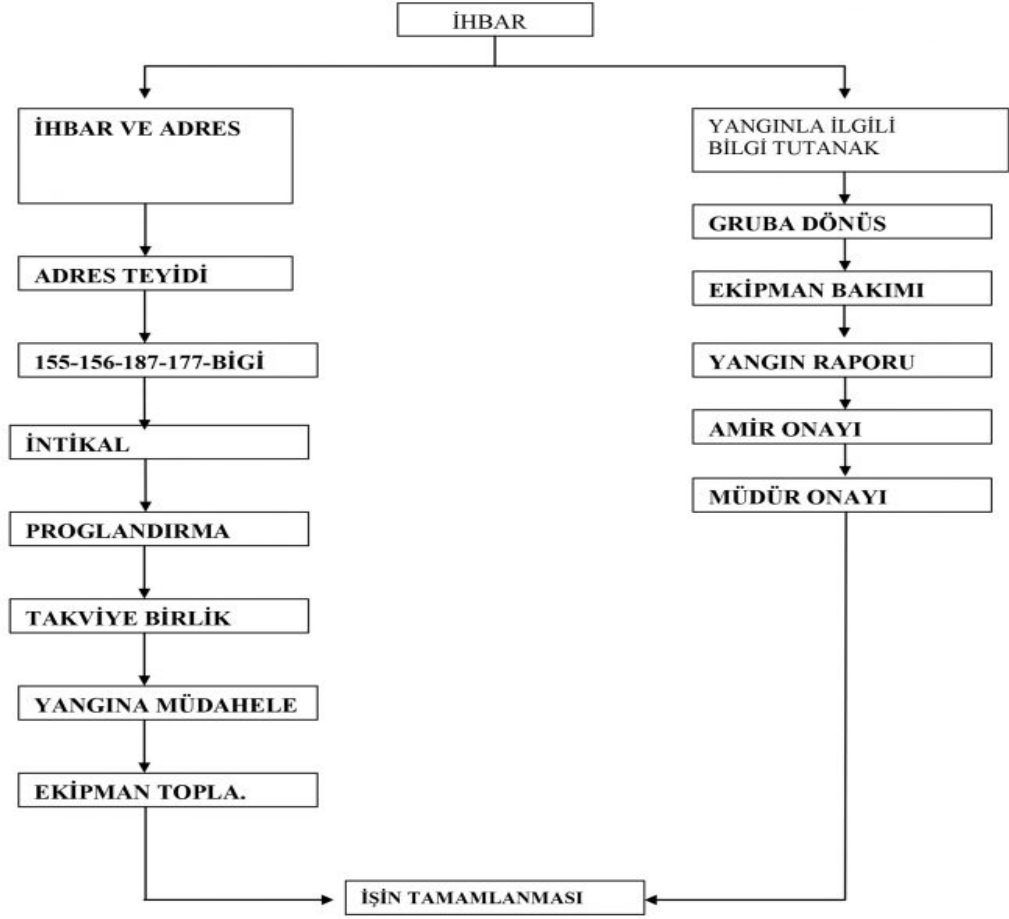 İHBAR
İHBAR VE ADRES
ADRES TEYİDİ
155-156-187-177-BİGİ
İNTİKAL
PROGLANDIRMA
TAKVİYE BİRLİK
YANGINA MÜDAHELE
EKİPMAN TOPLA.
YANGINLA İLGİLİ
BİLGİ TUTANAK
GRUBA DÖNÜS
EKİPMAN BAKIMI
YANGIN RAPORU
AMİR ONAYI
MÜDÜR ONAYI
İŞİN TAMAMLANMASI